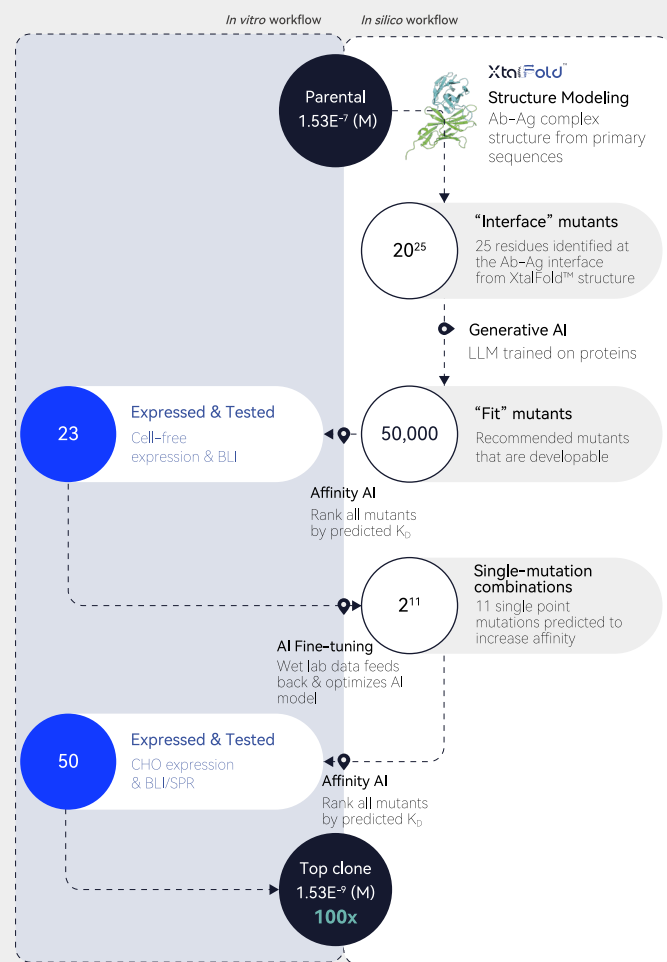 In vitro workflow
In silico workflow
Parental
1.53E⁻⁷ (M)
XtalFold™
Structure Modeling
Ab-Ag complex
structure from primary
sequences
20²⁵
“Interface” mutants
25 residues identified at
the Ab-Ag interface
from XtalFold™ structure
Generative AI
LLM trained on proteins
23
Expressed & Tested
Cell-free
expression & BLI
50,000
“Fit” mutants
Recommended mutants
that are developable
Affinity AI
Rank all mutants
by predicted K_D
2¹¹
Single-mutation
combinations
11 single point
mutations predicted to
increase affinity
AI Fine-tuning
Wet lab data feeds
back & optimizes AI
model
50
Expressed & Tested
CHO expression
& BLI/SPR
Affinity AI
Rank all mutants
by predicted K_D
Top clone
1.53E⁻⁹ (M)
100x